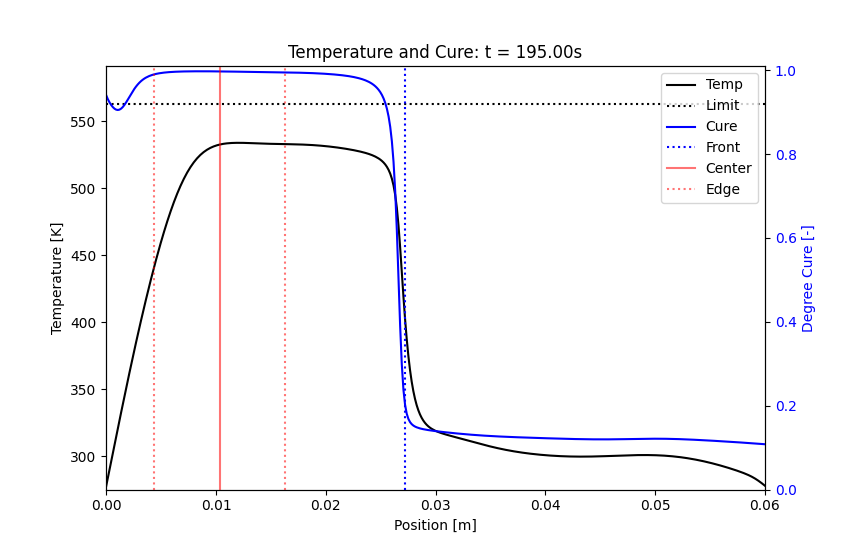 Temperature and Cure: t = 195.00s
Temperature [K]
550
500
450
400
350
300
Temp
Limit
Cure
Front
Center
Edge
1.0
0.8
0.6
0.4
0.2
0.0
Degree Cure [-]
0.00 0.01 0.02 0.03 0.04 0.05 0.06
Position [m]